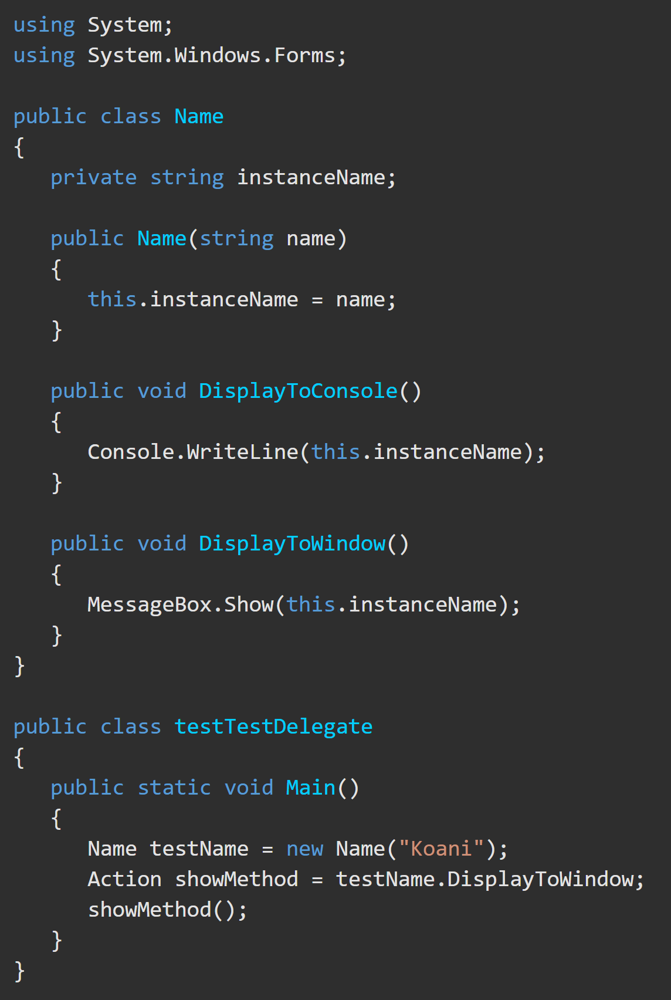 using System;
using System.Windows.Forms;

public class Name
{
   private string instanceName;

   public Name(string name)
   {
      this.instanceName = name;
   }

   public void DisplayToConsole()
   {
      Console.WriteLine(this.instanceName);
   }

   public void DisplayToWindow()
   {
      MessageBox.Show(this.instanceName);
   }
}

public class testTestDelegate
{
   public static void Main()
   {
      Name testName = new Name("Koani");
      Action showMethod = testName.DisplayToWindow;
      showMethod();
   }
}